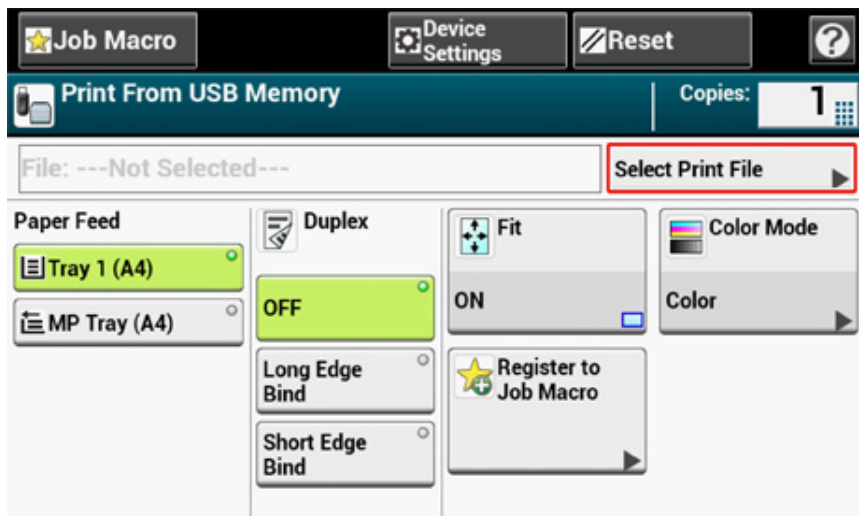 Job Macro
Device
Settings
Reset
?
Print From USB Memory
Copies:
1
File: ---Not Selected---
Select Print File
Paper Feed
Tray 1 (A4)
MP Tray (A4)
Duplex
OFF
Long Edge
Bind
Short Edge
Bind
Fit
ON
Register to
Job Macro
Color Mode
Color